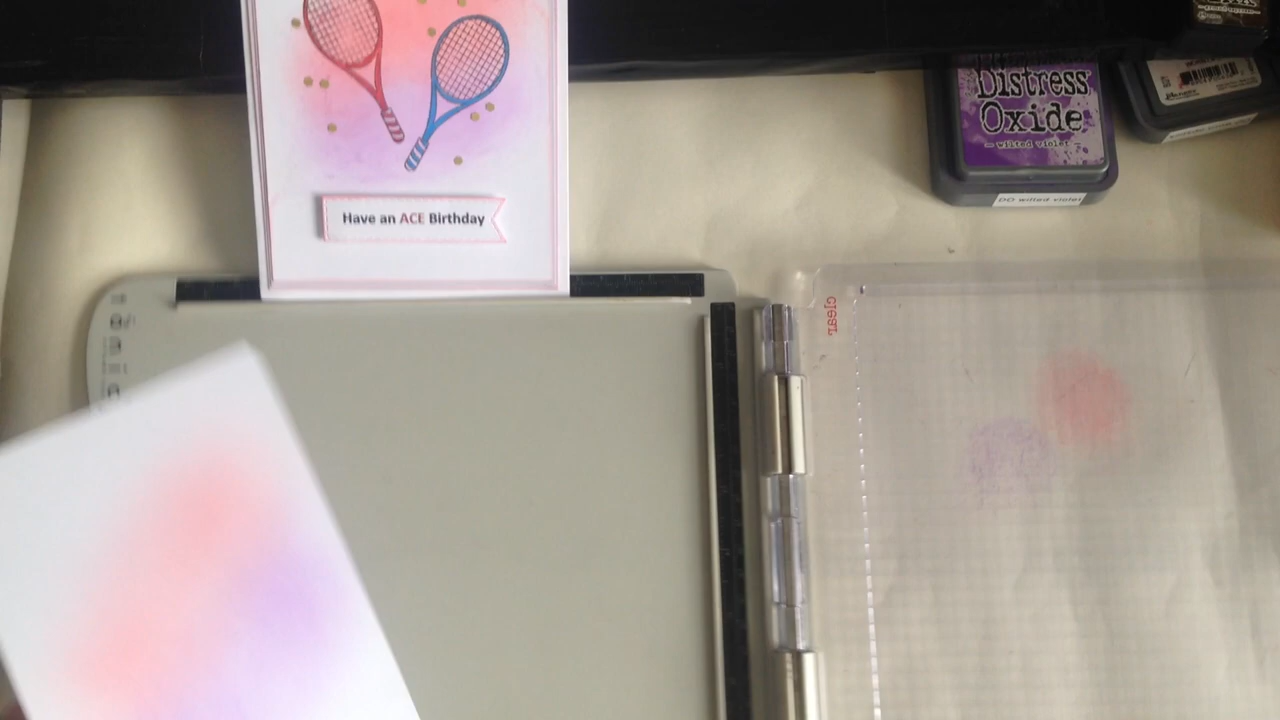 Distress
Oxide
— wilted violet —
DO wilted violet
Have an ACE Birthday
clear